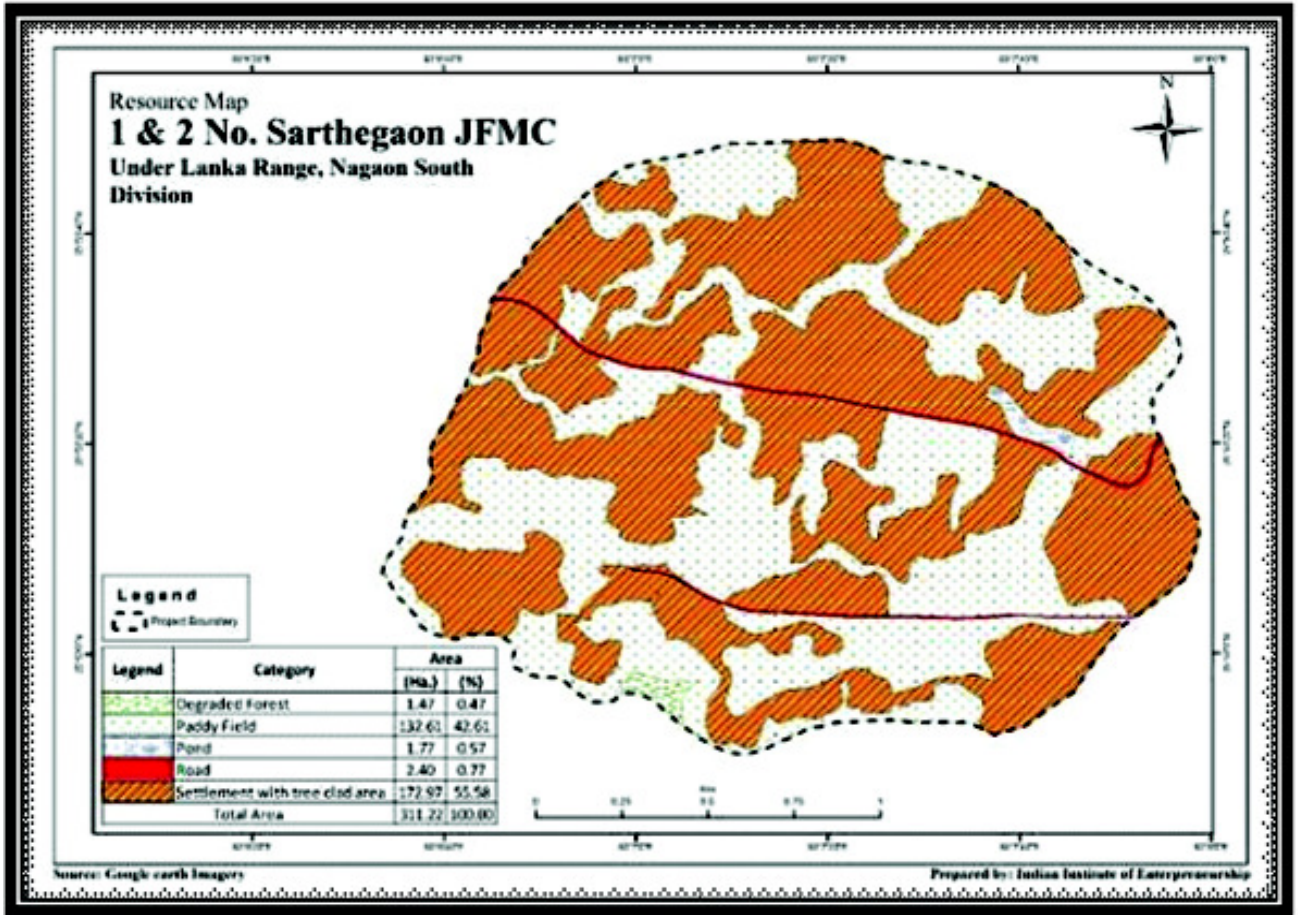 Resource Map
1 & 2 No. Sarthegaon JFMC
Under Lanka Range, Nagaon South
Division
N
Legend
Project Boundary
Legend Category Area
(Ha.) (%)
Degraded Forest 1.47 0.47
Paddy Field 132.61 42.61
Pond 1.77 0.57
Road 2.40 0.77
Settlement with tree clad area 172.97 55.58
Total Area 311.22 100.00
0 0.25 0.5 0.75 1
Source: Google earth Imagery
Prepared by: Indian Institute of Enterpreneurship